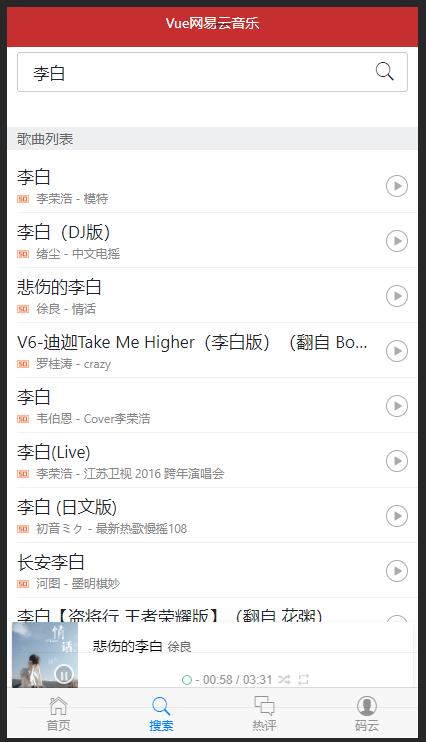 Vue网易云音乐
李白
歌曲列表
李白
SQ 李荣浩 - 模特
李白（DJ版）
SQ 绪尘 - 中文电摇
悲伤的李白
SQ 徐良 - 情话
V6-迪迦Take Me Higher（李白版）（翻自 Bo...
SQ 罗桂涛 - crazy
李白
SQ 韦伯恩 - Cover李荣浩
李白(Live)
SQ 李荣浩 - 江苏卫视 2016 跨年演唱会
李白 (日文版)
SQ 初音ミク - 最新热歌慢摇108
长安李白
SQ 河图 - 墨明棋妙
李白【盗将行 王者荣耀版】（翻自 花粥）
情话
悲伤的李白 徐良
- 00:58 / 03:31
首页 搜索 热评 码云